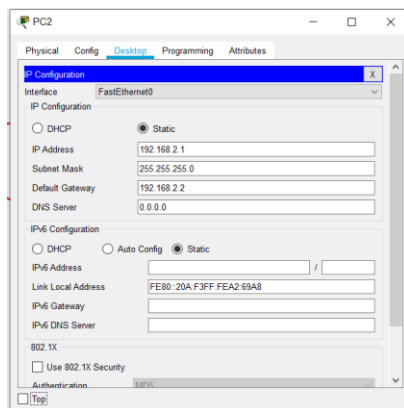 PC2
Physical Config Desktop Programming Attributes
IP Configuration X
Interface FastEthernet0
IP Configuration
DHCP Static
IP Address 192.168.2.1
Subnet Mask 255.255.255.0
Default Gateway 192.168.2.2
DNS Server 0.0.0.0
IPv6 Configuration
DHCP Auto Config Static
IPv6 Address /
Link Local Address FE80::20A:F3FF:FEA2:69A8
IPv6 Gateway
IPv6 DNS Server
802.1X
Use 802.1X Security
Authentication MD5
Top